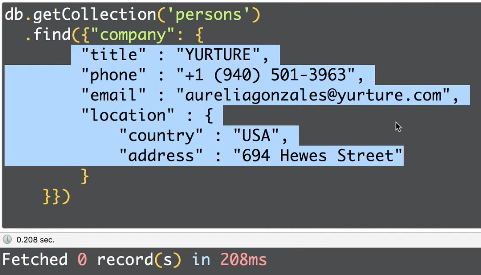 db.getCollection('persons')
.find({"company": {
"title" : "YURTURE",
"phone" : "+1 (940) 501-3963",
"email" : "aureliagonzales@yurture.com",
"location" : {
"country" : "USA",
"address" : "694 Hewes Street"
}
}})
0.208 sec.
Fetched 0 record(s) in 208ms